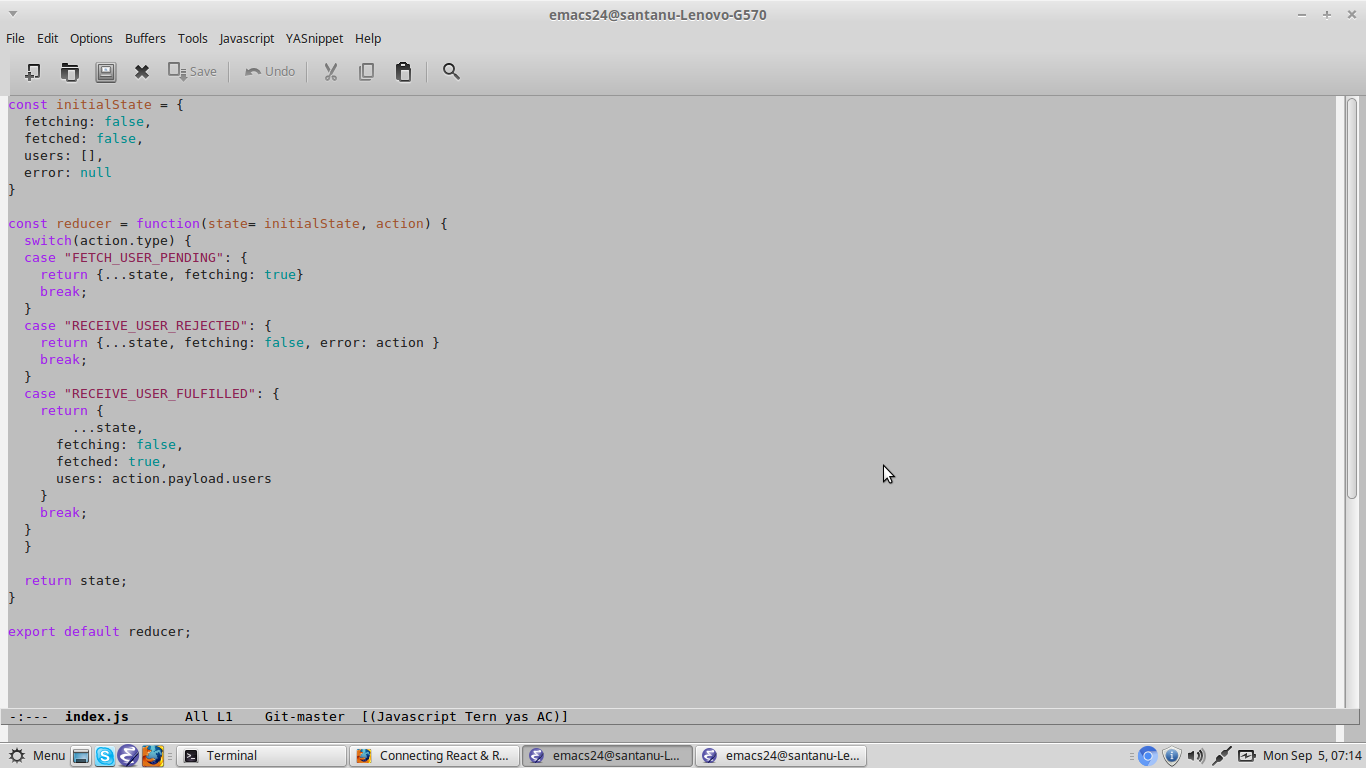 emacs24@santanu-Lenovo-G570
File Edit Options Buffers Tools Javascript YASnippet Help
Save Undo
const initialState = {
  fetching: false,
  fetched: false,
  users: [],
  error: null
}

const reducer = function(state= initialState, action) {
  switch(action.type) {
  case "FETCH_USER_PENDING": {
    return {...state, fetching: true}
    break;
  }
  case "RECEIVE_USER_REJECTED": {
    return {...state, fetching: false, error: action }
    break;
  }
  case "RECEIVE_USER_FULFILLED": {
    return {
        ...state,
      fetching: false,
      fetched: true,
      users: action.payload.users
    }
    break;
  }
  }

  return state;
}

export default reducer;
-:---  index.js       All L1    Git-master  [(Javascript Tern yas AC)]
Menu Terminal Connecting React & R... emacs24@santanu-L... emacs24@santanu-Le... Mon Sep 5, 07:14